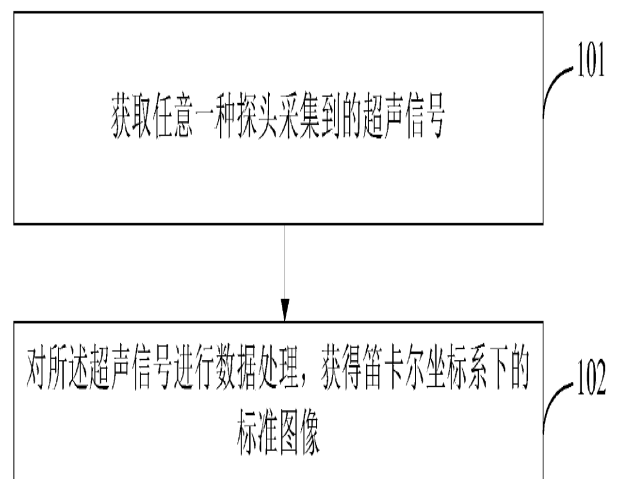 获取任意一种探头采集到的超声信号
101
对所述超声信号进行数据处理，获得笛卡尔坐标系下的
标准图像
102